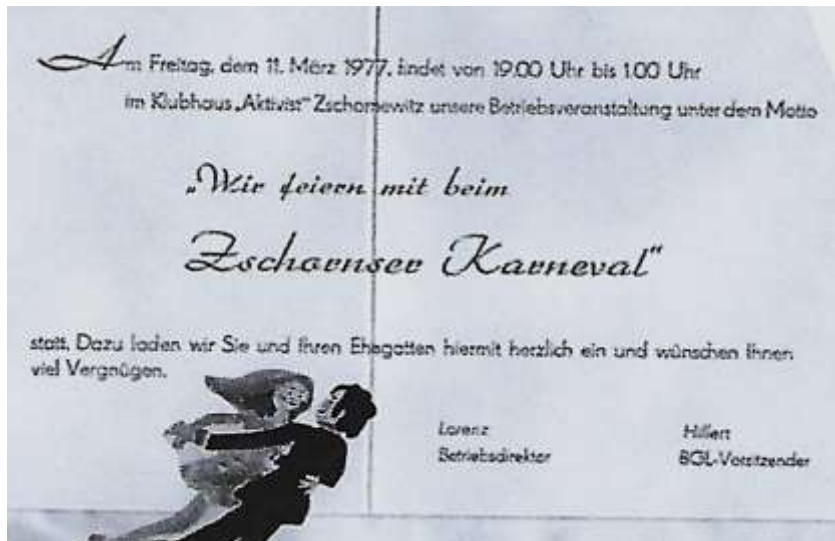 Am Freitag, dem 11. März 1977, findet von 19.00 Uhr bis 1.00 Uhr
im Klubhaus „Aktivist" Zschornewitz unsere Betriebsveranstaltung unter dem Motto
„Wir feiern mit beim
Zschornser Karneval"
statt. Dazu laden wir Sie und Ihren Ehegatten hiermit herzlich ein und wünschen Ihnen
viel Vergnügen.
Lorenz Hillert
Betriebsdirektor BGL-Vorsitzender